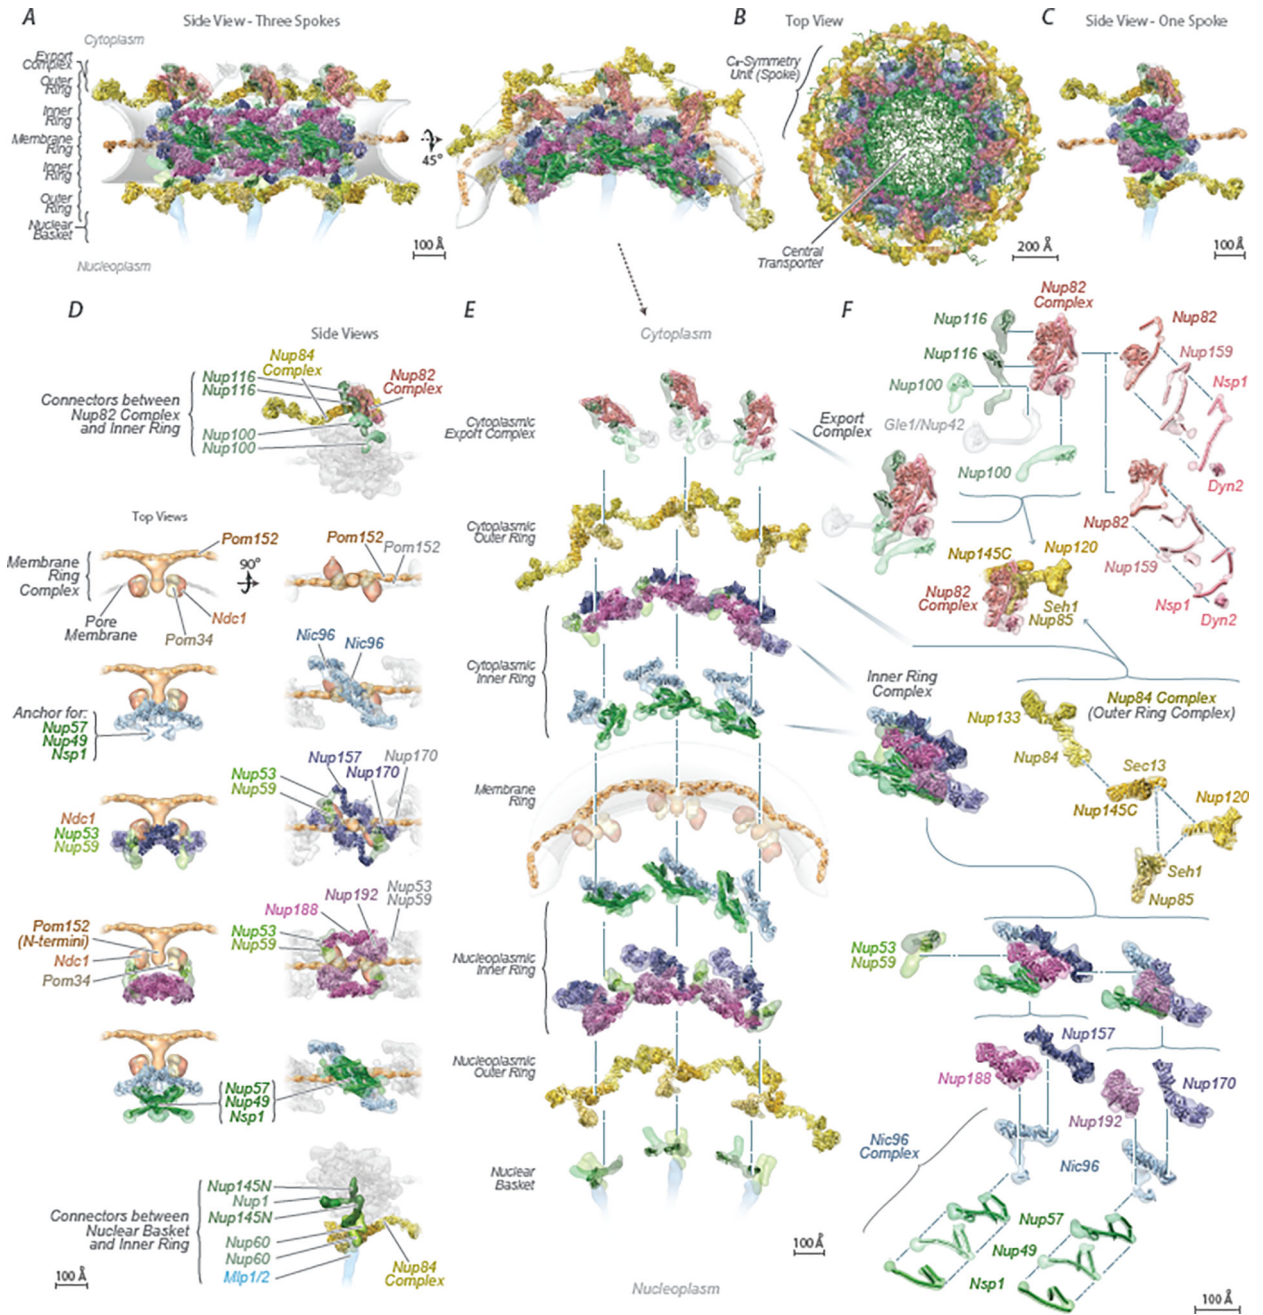 A
Side View - Three Spokes
Cytoplasm
Export
Complex
Outer
Ring
Inner
Ring
Membrane
Ring
Inner
Ring
Outer
Ring
Nuclear
Basket
Nucleoplasm
45°
100 Å
B
Top View
C₈-Symmetry
Unit (Spoke)
Central
Transporter
200 Å
C
Side View - One Spoke
100 Å
D
Side Views
Nup84
Complex
Nup116
Nup116
Nup82
Complex
Connectors between
Nup82 Complex
and Inner Ring
Nup100
Nup100
Top Views
Pom152
Pom152
Pom152
90°
Membrane
Ring
Complex
Pore
Membrane
Ndc1
Pom34
Nic96
Nic96
Anchor for:
Nup57
Nup49
Nsp1
Nup157
Nup170
Nup170
Nup53
Nup59
Ndc1
Nup53
Nup59
Nup192
Nup53
Nup59
Nup188
Nup53
Nup59
Pom152
(N-termini)
Ndc1
Pom34
Nup57
Nup49
Nsp1
Nup145N
Nup1
Nup145N
Connectors between
Nuclear Basket
and Inner Ring
Nup60
Nup60
Mlp1/2
Nup84
Complex
100 Å
E
Cytoplasm
Cytoplasmic
Export Complex
Cytoplasmic
Outer Ring
Cytoplasmic
Inner Ring
Membrane
Ring
Nucleoplasmic
Inner Ring
Nucleoplasmic
Outer Ring
Nuclear
Basket
100 Å
Nucleoplasm
F
Nup82
Complex
Nup116
Nup82
Nup116
Nup159
Nup100
Nsp1
Export
Complex
Gle1/Nup42
Nup100
Dyn2
Nup82
Nup145C
Nup120
Nup159
Nup82
Complex
Seh1
Nup85
Nsp1
Dyn2
Inner Ring
Complex
Nup84 Complex
(Outer Ring Complex)
Nup133
Nup84
Sec13
Nup145C
Nup120
Seh1
Nup85
Nup53
Nup59
Nup157
Nup188
Nup170
Nup192
Nic96
Complex
Nic96
Nup57
Nup49
Nsp1
100 Å